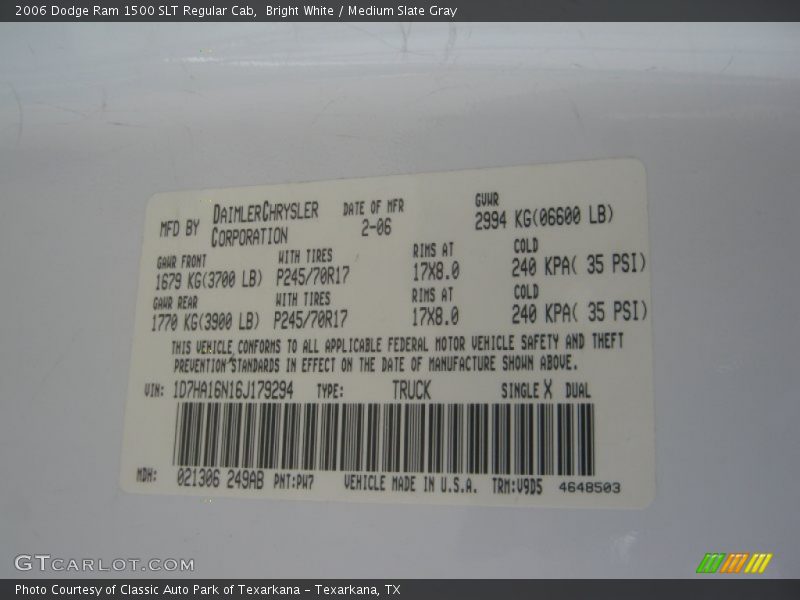 2006 Dodge Ram 1500 SLT Regular Cab,  Bright White / Medium Slate Gray
MFD BY DAIMLERCHRYSLER CORPORATION DATE OF MFR 2-06 GVWR 2994 KG(06600 LB)
GAWR FRONT WITH TIRES RIMS AT COLD
1679 KG(3700 LB) P245/70R17 17X8.0 240 KPA( 35 PSI)
GAWR REAR WITH TIRES RIMS AT COLD
1770 KG(3900 LB) P245/70R17 17X8.0 240 KPA( 35 PSI)
THIS VEHICLE CONFORMS TO ALL APPLICABLE FEDERAL MOTOR VEHICLE SAFETY AND THEFT
PREVENTION STANDARDS IN EFFECT ON THE DATE OF MANUFACTURE SHOWN ABOVE.
VIN: 1D7HA16N16J179294 TYPE: TRUCK SINGLE X DUAL
MDH: 021306 249AB PNT:PW7 VEHICLE MADE IN U.S.A. TRM:V9D5 4648503
GTCARLOT.COM
Photo Courtesy of Classic Auto Park of Texarkana – Texarkana, TX